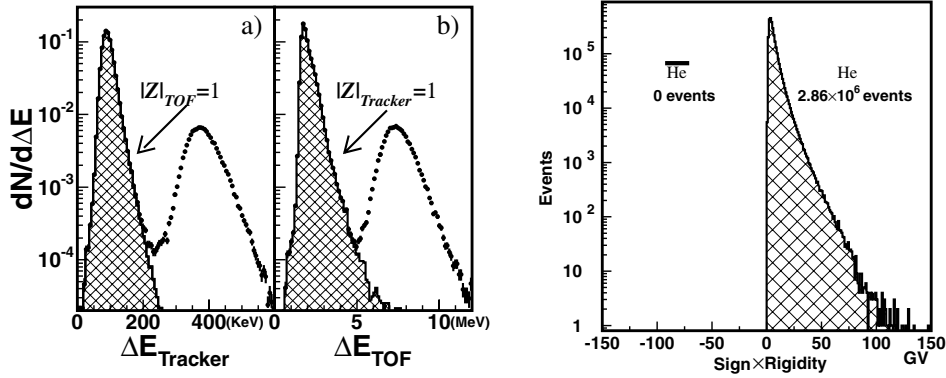 a)
b)
dN/dΔE
10⁻¹
10⁻²
10⁻³
10⁻⁴
|Z|TOF=1
|Z|Tracker=1
0 200 400 (KeV)
0 5 10 (MeV)
ΔETracker
ΔETOF
Events
10⁵
10⁴
10³
10²
10
1
H̅e̅
0 events
He
2.86×10⁶ events
-150 -100 -50 0 50 100 150
Sign×Rigidity GV